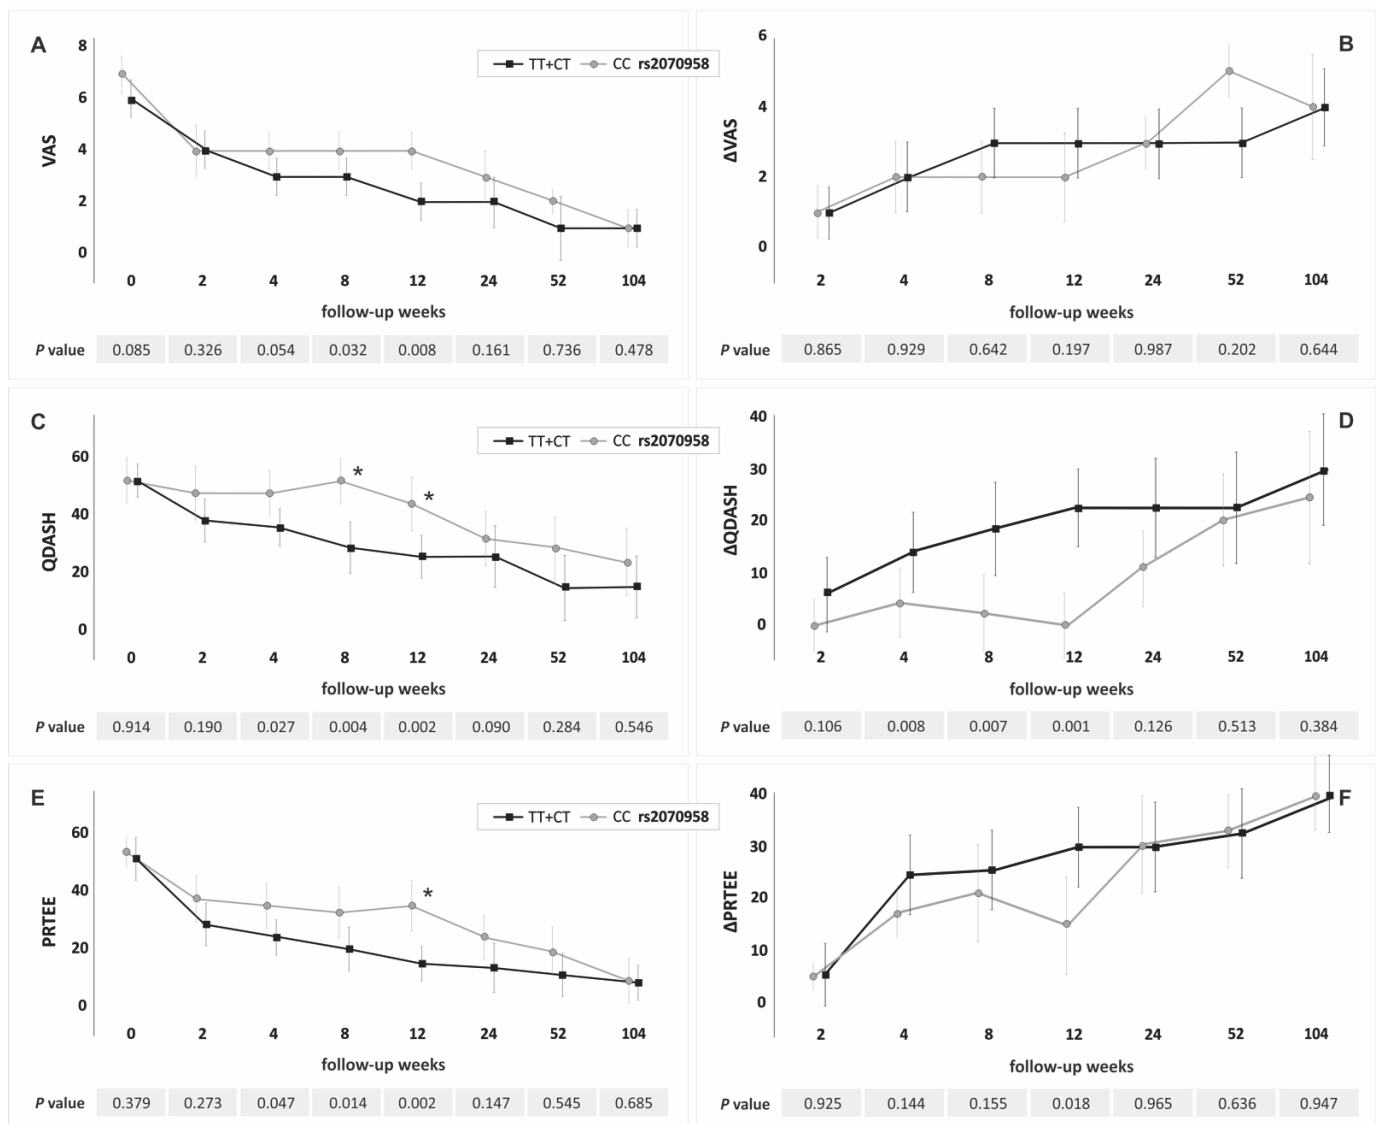 A
8
6
4
2
0
VAS
TT+CT CC rs2070958
0 2 4 8 12 24 52 104
follow-up weeks
P value 0.085 0.326 0.054 0.032 0.008 0.161 0.736 0.478
B
6
4
2
0
ΔVAS
2 4 8 12 24 52 104
follow-up weeks
0.865 0.929 0.642 0.197 0.987 0.202 0.644
C
60
40
20
0
QDASH
TT+CT CC rs2070958
*
*
0 2 4 8 12 24 52 104
follow-up weeks
P value 0.914 0.190 0.027 0.004 0.002 0.090 0.284 0.546
D
40
30
20
10
0
ΔQDASH
2 4 8 12 24 52 104
follow-up weeks
0.106 0.008 0.007 0.001 0.126 0.513 0.384
E
60
40
20
0
PRTEE
TT+CT CC rs2070958
*
0 2 4 8 12 24 52 104
follow-up weeks
P value 0.379 0.273 0.047 0.014 0.002 0.147 0.545 0.685
F
40
30
20
10
0
ΔPRTEE
2 4 8 12 24 52 104
follow-up weeks
0.925 0.144 0.155 0.018 0.965 0.636 0.947